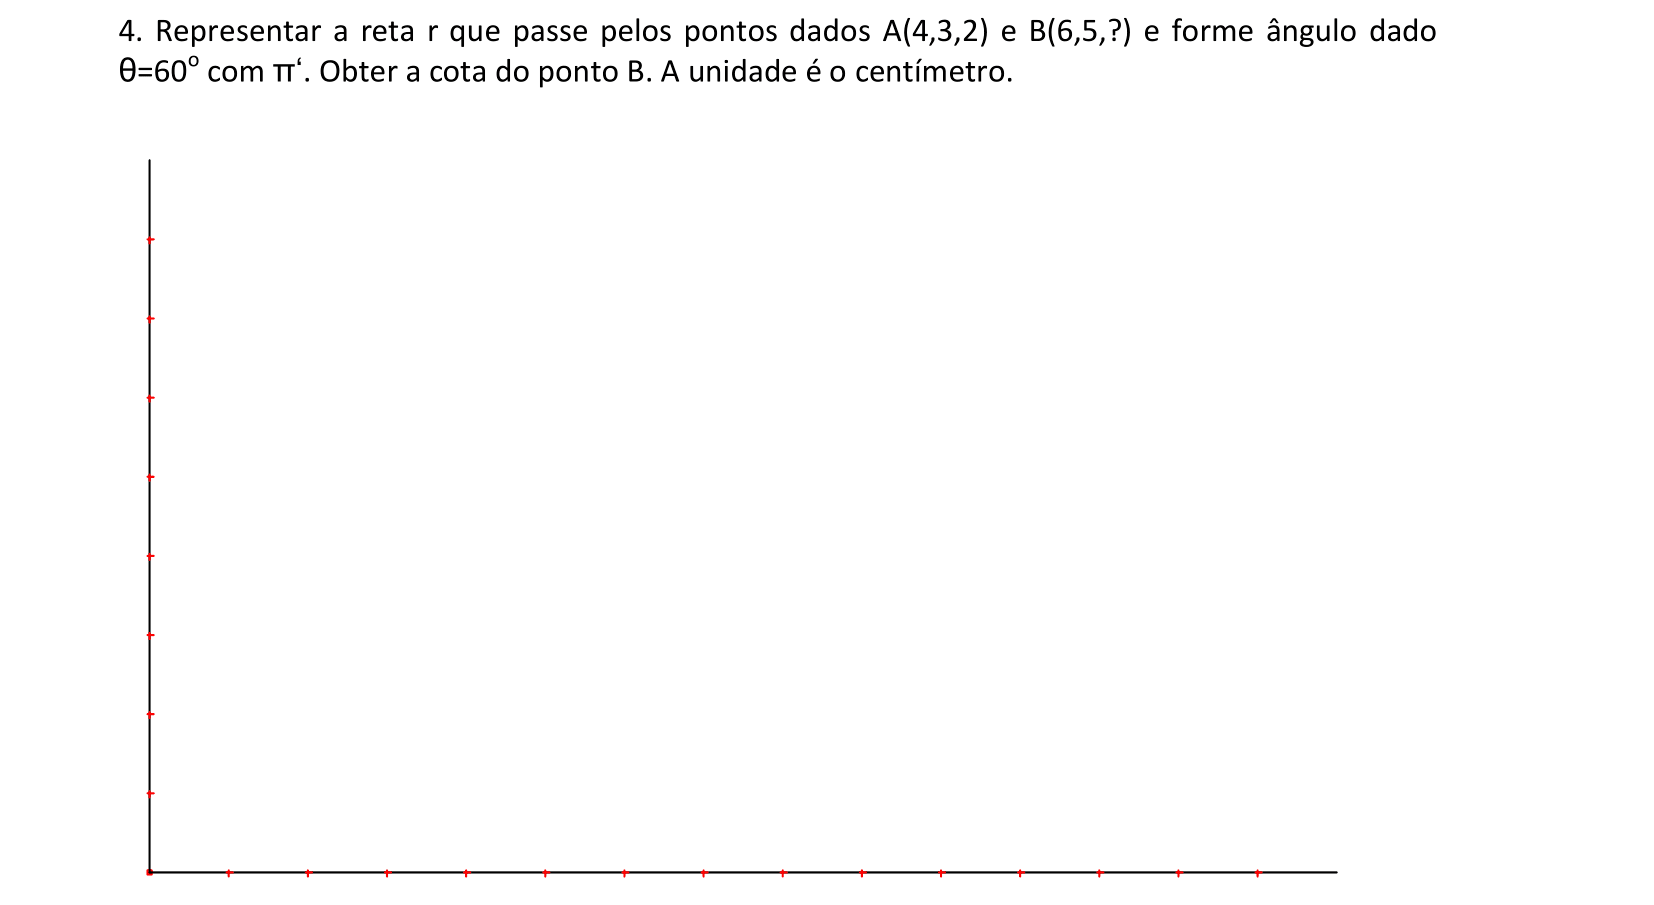 4. Representar a reta r que passe pelos pontos dados A(4,3,2) e B(6,5,?) e forme ângulo dado
θ=60º com π‘. Obter a cota do ponto B. A unidade é o centímetro.